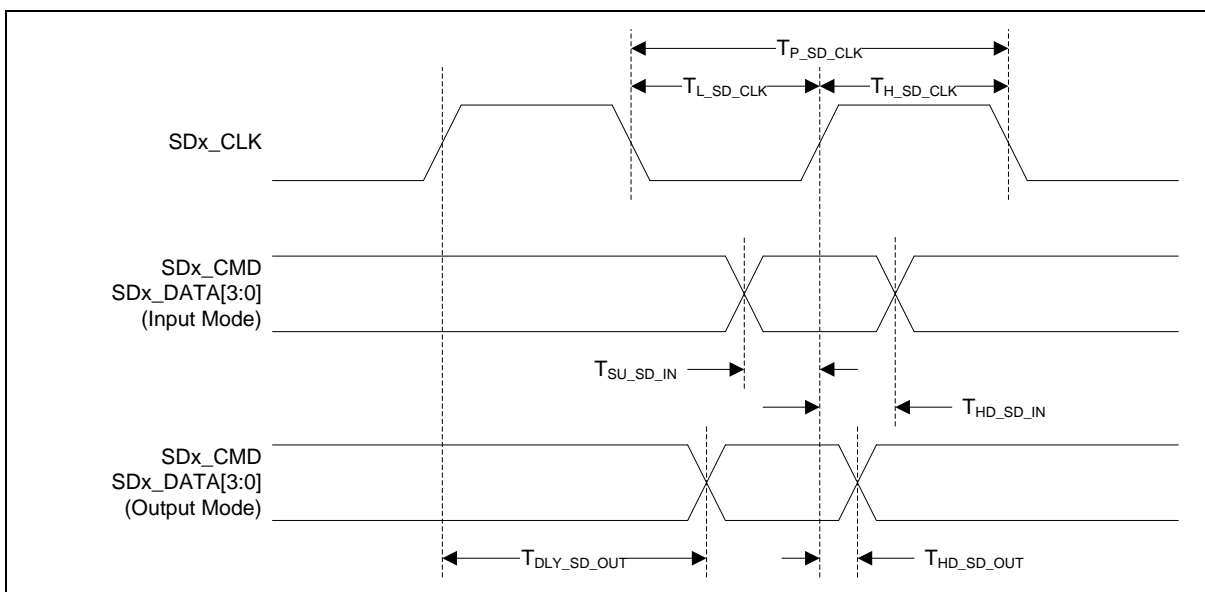 T_P_SD_CLK
T_L_SD_CLK
T_H_SD_CLK
SDx_CLK
SDx_CMD
SDx_DATA[3:0]
(Input Mode)
T_SU_SD_IN
T_HD_SD_IN
SDx_CMD
SDx_DATA[3:0]
(Output Mode)
T_DLY_SD_OUT
T_HD_SD_OUT